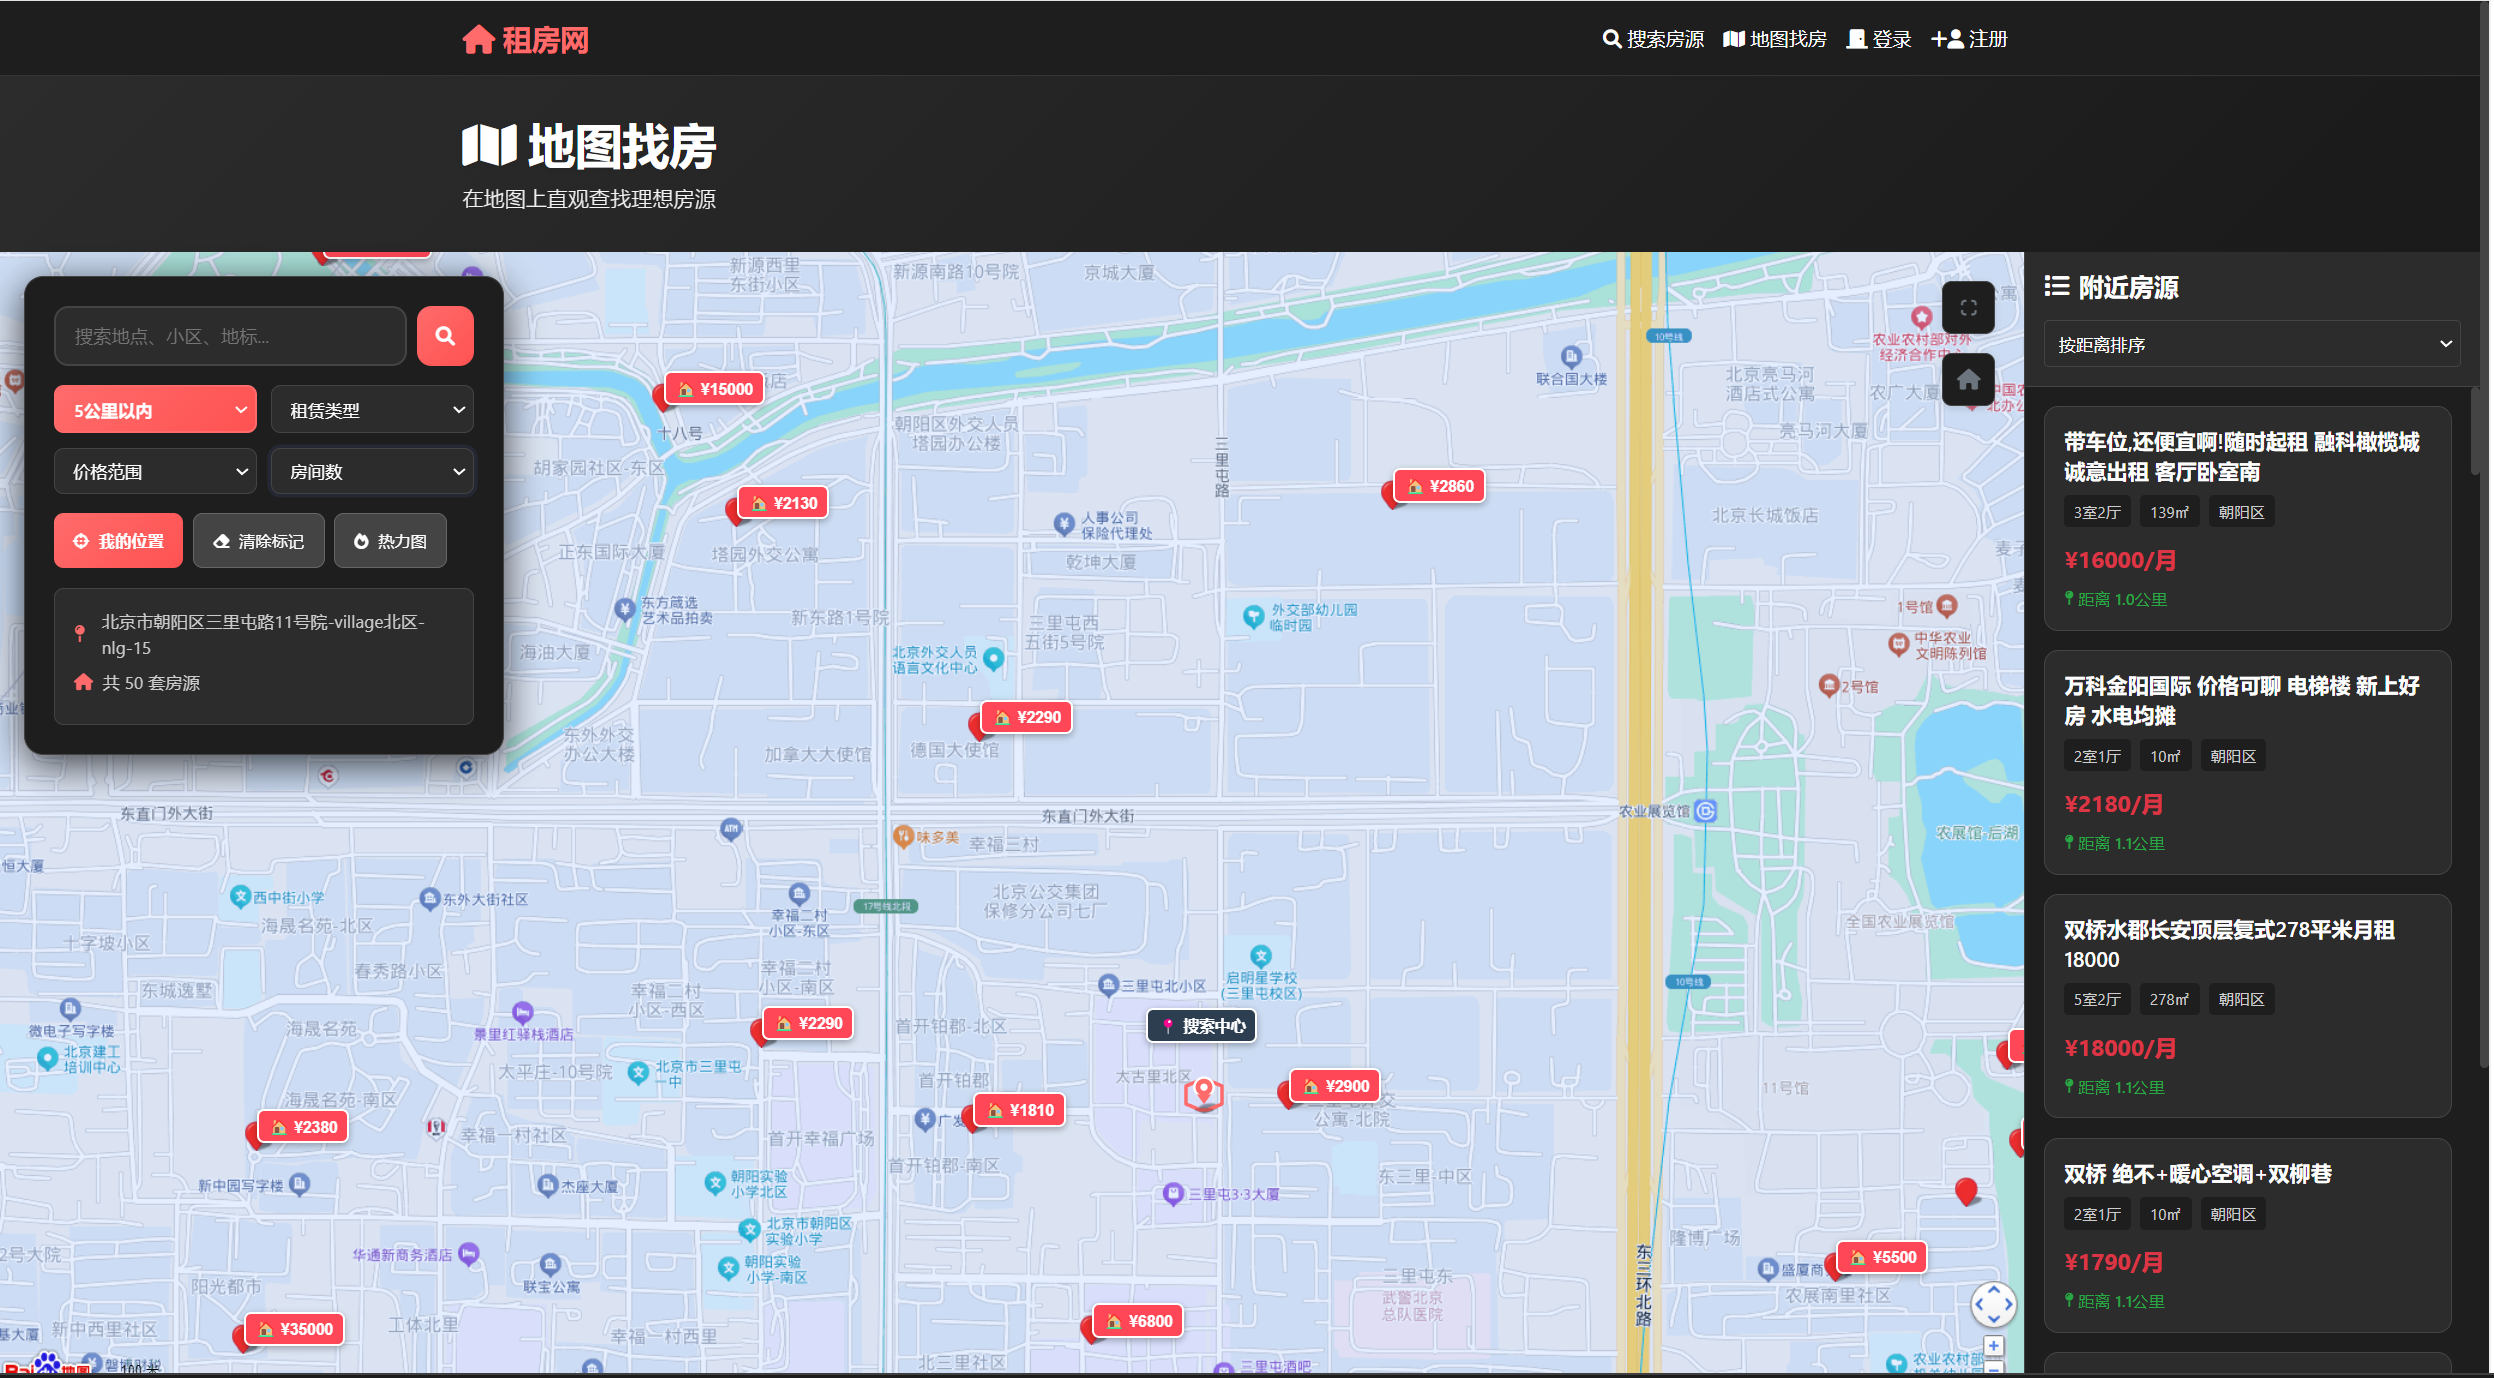 租房网
搜索房源
地图找房
登录
注册
地图找房
在地图上直观查找理想房源
搜索地点、小区、地标...
5公里以内
租赁类型
价格范围
房间数
我的位置
清除标记
热力图
北京市朝阳区三里屯路11号院-village北区-
nlg-15
共 50 套房源
新源西里
东街小区
新源南路10号院
京城大厦
10号线
农业农村部对外
联合国大楼
北京亮马河
酒店式公寓
农广大厦
亮马河大厦
¥15000
十八号
朝阳区外交人员
塔园办公楼
三里屯路
胡家园社区-东区
¥2130
¥2860
人事公司
保险代理处
乾坤大厦
北京长城饭店
正东国际大厦
塔园外交公寓
东方箴选
艺术品拍卖
新东路1号院
三里屯西
五街5号院
外交部幼儿园
临时园
1号馆
中华农业
文明陈列馆
2号馆
海油大厦
北京外交人员
语言文化中心
¥2290
东外外交
办公大楼
加拿大大使馆
德国大使馆
东直门外大街
东直门外大街
农业展览馆
农展馆-后湖
ATM
味多美
幸福三村
恒大厦
西中街小学
海晟名苑-北区
东外大街社区
幸福二村
小区-东区
17号线北段
北京公交集团
保修分公司七厂
全国农业展览馆
十字坡小区
春秀路小区
东城逸墅
幸福二村
小区-南区
幸福二村
小区-西区
三里屯北小区
启明星学校
(三里屯校区)
10号线
微电子写字楼
海晟名苑
景里红驿栈酒店
¥2290
首开铂郡-北区
搜索中心
北京建工
培训中心
太平庄-10号院
北京市三里屯
一中
首开铂郡
太古里北区
¥2900
公寓-北院
11号馆
海晟名苑-南区
¥2380
幸福一村社区
¥1810
广发
首开幸福广场
首开铂郡-南区
东三里-中区
新中园写字楼
杰座大厦
朝阳实验
小学北区
三里屯3·3大厦
北京市朝阳区
实验小学
华通新商务酒店
联宝公寓
朝阳实验
小学-南区
2号大院
阳光都市
东三环北路
隆博广场
¥5500
盛厦商
农展南里社区
三里屯东
武警北京
总队医院
¥35000
新中西里社区
基大厦
工体北里
幸福一村西里
¥6800
北三里社区
三里屯酒吧
农业农村部
Bai地图
100 米
附近房源
按距离排序
带车位,还便宜啊!随时起租 融科橄榄城
诚意出租 客厅卧室南
3室2厅 139㎡ 朝阳区
¥16000/月
距离 1.0公里
万科金阳国际 价格可聊 电梯楼 新上好
房 水电均摊
2室1厅 10㎡ 朝阳区
¥2180/月
距离 1.1公里
双桥水郡长安顶层复式278平米月租
18000
5室2厅 278㎡ 朝阳区
¥18000/月
距离 1.1公里
双桥 绝不+暖心空调+双柳巷
2室1厅 10㎡ 朝阳区
¥1790/月
距离 1.1公里